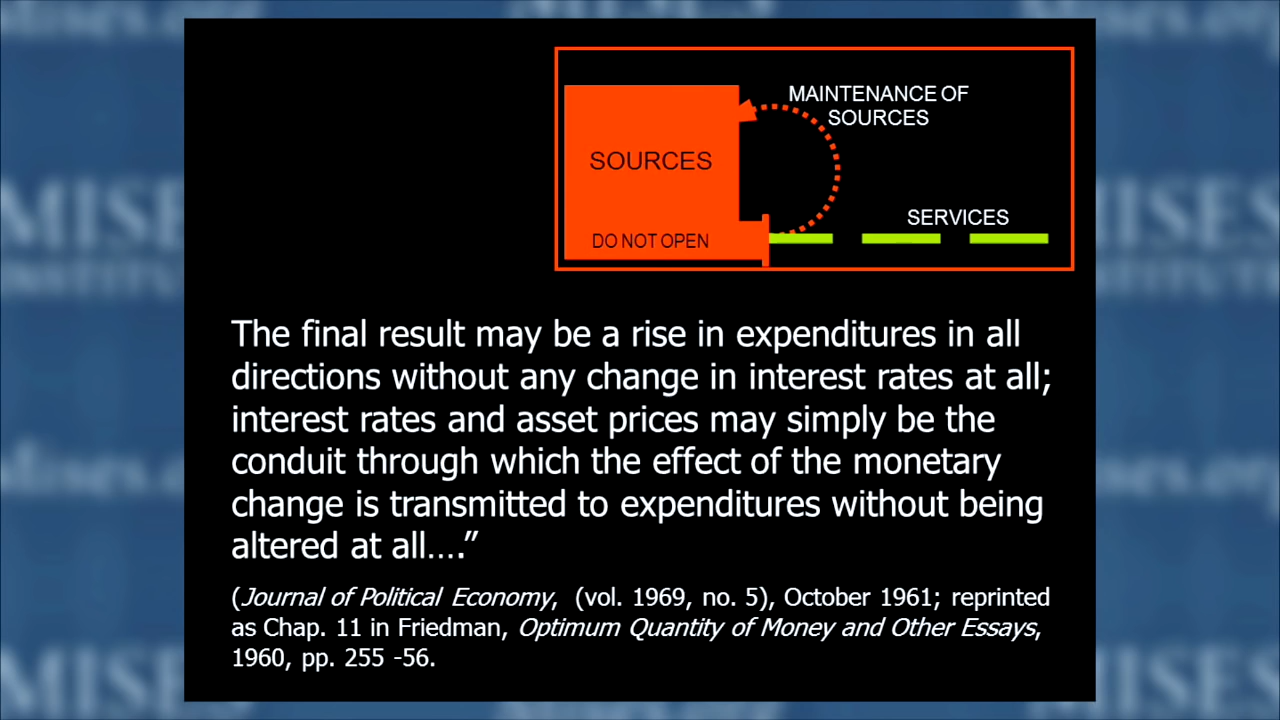 MAINTENANCE OF
SOURCES
SOURCES
SERVICES
DO NOT OPEN
The final result may be a rise in expenditures in all
directions without any change in interest rates at all;
interest rates and asset prices may simply be the
conduit through which the effect of the monetary
change is transmitted to expenditures without being
altered at all….”
(Journal of Political Economy, (vol. 1969, no. 5), October 1961; reprinted
as Chap. 11 in Friedman, Optimum Quantity of Money and Other Essays,
1960, pp. 255 -56.